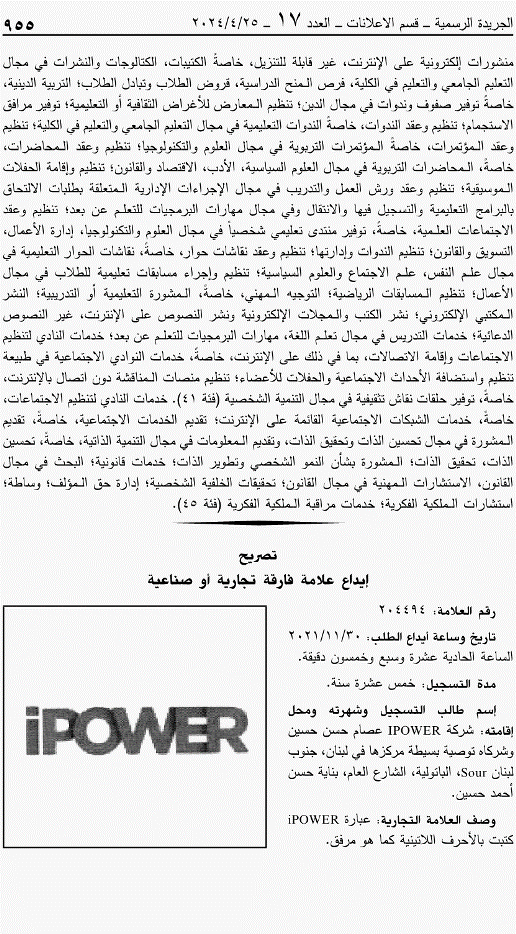 الجريدة الرسمية ــ قسم الاعلانات ــ العدد ١٧ ــ ٢٠٢٤/٤/٢٥
٩٥٥
منشورات إلكترونية على الإنترنت، غير قابلة للتنزيل، خاصةً الكتيبات، الكتالوجات والنشرات في مجال
التعليم الجامعي والتعليم في الكلية، فرص المنح الدراسية، قروض الطلاب وتبادل الطلاب؛ التربية الدينية،
خاصةً توفير صفوف وندوات في مجال الدين؛ تنظيم المعارض للأغراض الثقافية أو التعليمية؛ توفير مرافق
الاستجمام؛ تنظيم وعقد الندوات، خاصةً الندوات التعليمية في مجال التعليم الجامعي والتعليم في الكلية؛ تنظيم
وعقد المؤتمرات، خاصةً المؤتمرات التربوية في مجال العلوم والتكنولوجيا؛ تنظيم وعقد المحاضرات،
خاصةً، المحاضرات التربوية في مجال العلوم السياسية، الأدب، الاقتصاد والقانون؛ تنظيم وإقامة الحفلات
الموسيقية؛ تنظيم وعقد ورش العمل والتدريب في مجال الإجراءات الإدارية المتعلقة بطلبات الالتحاق
بالبرامج التعليمية والتسجيل فيها والانتقال وفي مجال مهارات البرمجيات للتعلم عن بعد؛ تنظيم وعقد
الاجتماعات العلمية، خاصةً، توفير منتدى تعليمي شخصياً في مجال العلوم والتكنولوجيا، إدارة الأعمال،
التسويق والقانون؛ تنظيم الندوات وإدارتها؛ تنظيم وعقد نقاشات حوار، خاصةً، نقاشات الحوار التعليمية في
مجال علم النفس، علم الاجتماع والعلوم السياسية؛ تنظيم وإجراء مسابقات تعليمية للطلاب في مجال
الأعمال؛ تنظيم المسابقات الرياضية؛ التوجيه المهني، خاصةً، المشورة التعليمية أو التدريبية؛ النشر
المكتبي الإلكتروني؛ نشر الكتب والمجلات الإلكترونية ونشر النصوص على الإنترنت، غير النصوص
الدعائية؛ خدمات التدريس في مجال تعلم اللغة، مهارات البرمجيات للتعلم عن بعد؛ خدمات النادي لتنظيم
الاجتماعات وإقامة الاتصالات، بما في ذلك على الإنترنت، خاصةً، خدمات النوادي الاجتماعية في طبيعة
تنظيم واستضافة الأحداث الاجتماعية والحفلات للأعضاء؛ تنظيم منصات المناقشة دون اتصال بالإنترنت،
خاصةً، توفير حلقات نقاش تثقيفية في مجال التنمية الشخصية (فئة ٤١). خدمات النادي لتنظيم الاجتماعات،
خاصةً، خدمات الشبكات الاجتماعية القائمة على الإنترنت؛ تقديم الخدمات الاجتماعية، خاصةً، تقديم
المشورة في مجال تحسين الذات وتحقيق الذات، وتقديم المعلومات في مجال التنمية الذاتية، خاصةً، تحسين
الذات، تحقيق الذات؛ المشورة بشأن النمو الشخصي وتطوير الذات؛ خدمات قانونية؛ البحث في مجال
القانون، الاستشارات المهنية في مجال القانون؛ تحقيقات الخلفية الشخصية؛ إدارة حق المؤلف؛ وساطة؛
استشارات الملكية الفكرية؛ خدمات مراقبة الملكية الفكرية (فئة ٤٥).
تصريح
إيداع علامة فارقة تجارية أو صناعية
رقم العلامة: ٢٠٤٤٩٤
تاريخ وساعة أيداع الطلب: ٢٠٢١/١١/٣٠
الساعة الحادية عشرة وسبع وخمسون دقيقة.
مدة التسجيل: خمس عشرة سنة.
إسم طالب التسجيل وشهرته ومحل
إقامته: شركة IPOWER عصام حسن حسين
وشركاه توصية بسيطة مركزها في لبنان، جنوب
لبنان Sour، الباتولية، الشارع العام، بناية حسن
أحمد حسين.
وصف العلامة التجارية: عبارة iPOWER
كتبت بالأحرف اللاتينية كما هو مرفق.
iPOWER